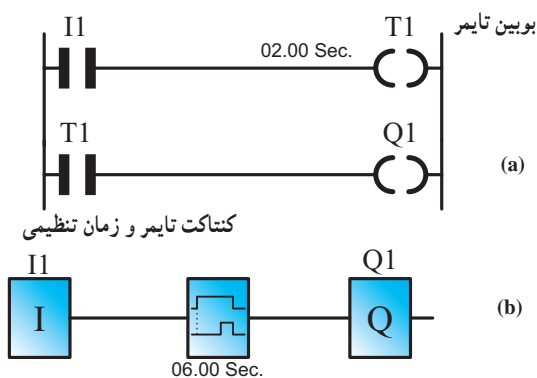 I1 T1 بوبین تایمر
02.00 Sec.
T1 Q1
(a)
کنتاکت تایمر و زمان تنظیمی
I1 Q1
I Q (b)
06.00 Sec.